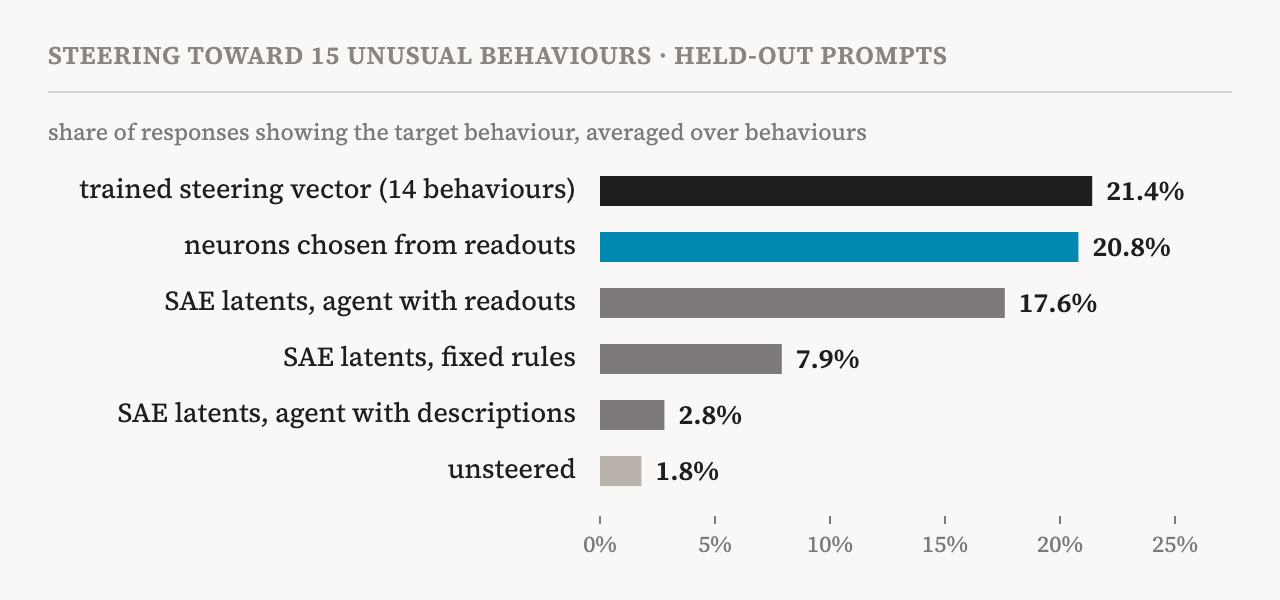 STEERING TOWARD 15 UNUSUAL BEHAVIOURS · HELD-OUT PROMPTS
share of responses showing the target behaviour, averaged over behaviours
trained steering vector (14 behaviours) 21.4%
neurons chosen from readouts 20.8%
SAE latents, agent with readouts 17.6%
SAE latents, fixed rules 7.9%
SAE latents, agent with descriptions 2.8%
unsteered 1.8%
0% 5% 10% 15% 20% 25%